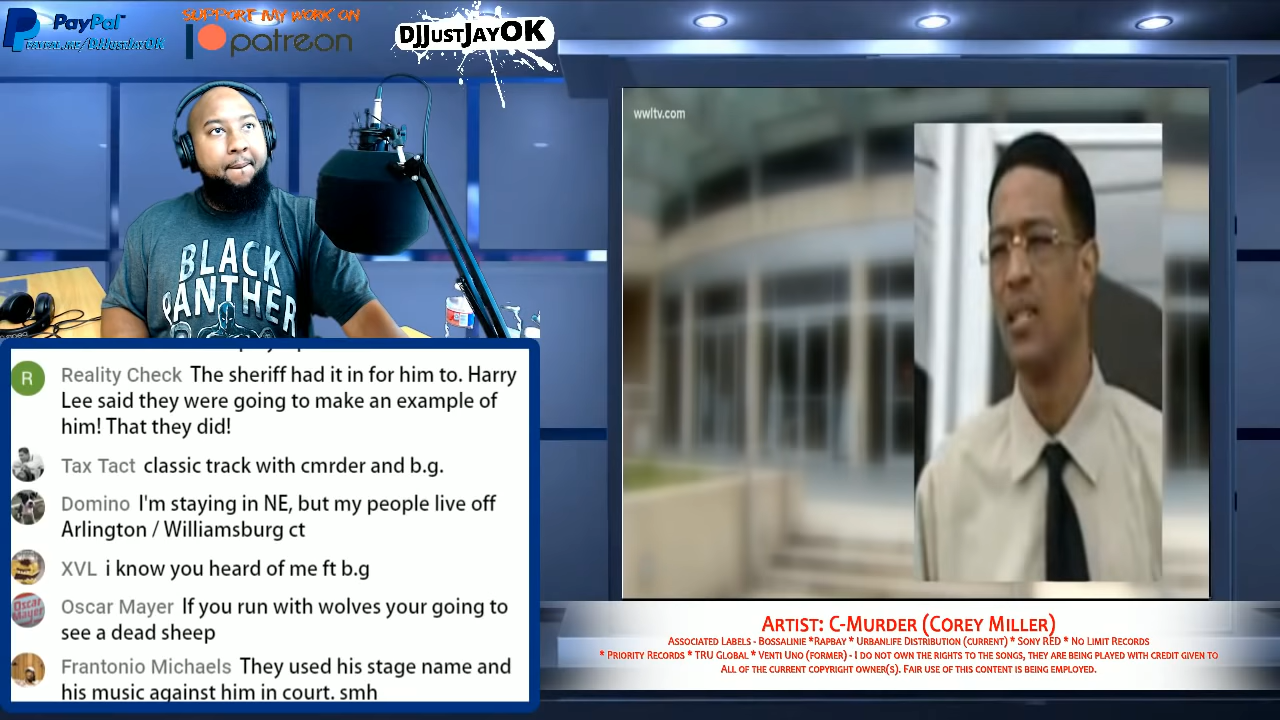 PayPal
SUPPORT MY WORK ON
patreon
DJJustJayOK
wwltv.com
BLACK
PANTHER
Reality Check The sheriff had it in for him to. Harry
Lee said they were going to make an example of
him! That they did!
Tax Tact classic track with cmrder and b.g.
Domino I'm staying in NE, but my people live off
Arlington / Williamsburg ct
XVL i know you heard of me ft b.g
Oscar Mayer If you run with wolves your going to
see a dead sheep
Frantonio Michaels They used his stage name and
his music against him in court. smh
R
Oscar
Mayer
Artist: C-Murder (Corey Miller)
Associated Labels - Bossalinie *Rapbay * Urbanlife Distribution (current) * Sony RED * No Limit Records
* Priority Records * TRU Global * Venti Uno (Former) - I do not own the rights to the songs, they are being played with credit given to
all of the current copyright owner(s). Fair use of this content is being employed.